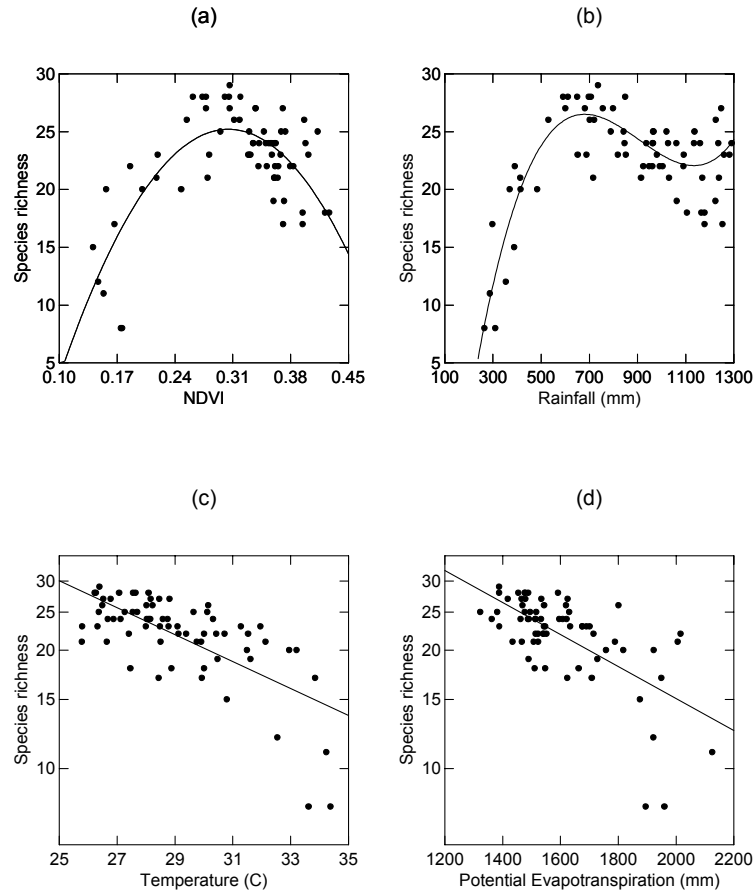 (a)
(b)
Species richness
30
25
20
15
10
5
0.10 0.17 0.24 0.31 0.38 0.45
NDVI
Species richness
30
25
20
15
10
5
100 300 500 700 900 1100 1300
Rainfall (mm)
(c)
(d)
Species richness
30
25
20
15
10
25 27 29 31 33 35
Temperature (C)
Species richness
30
25
20
15
10
1200 1400 1600 1800 2000 2200
Potential Evapotranspiration (mm)